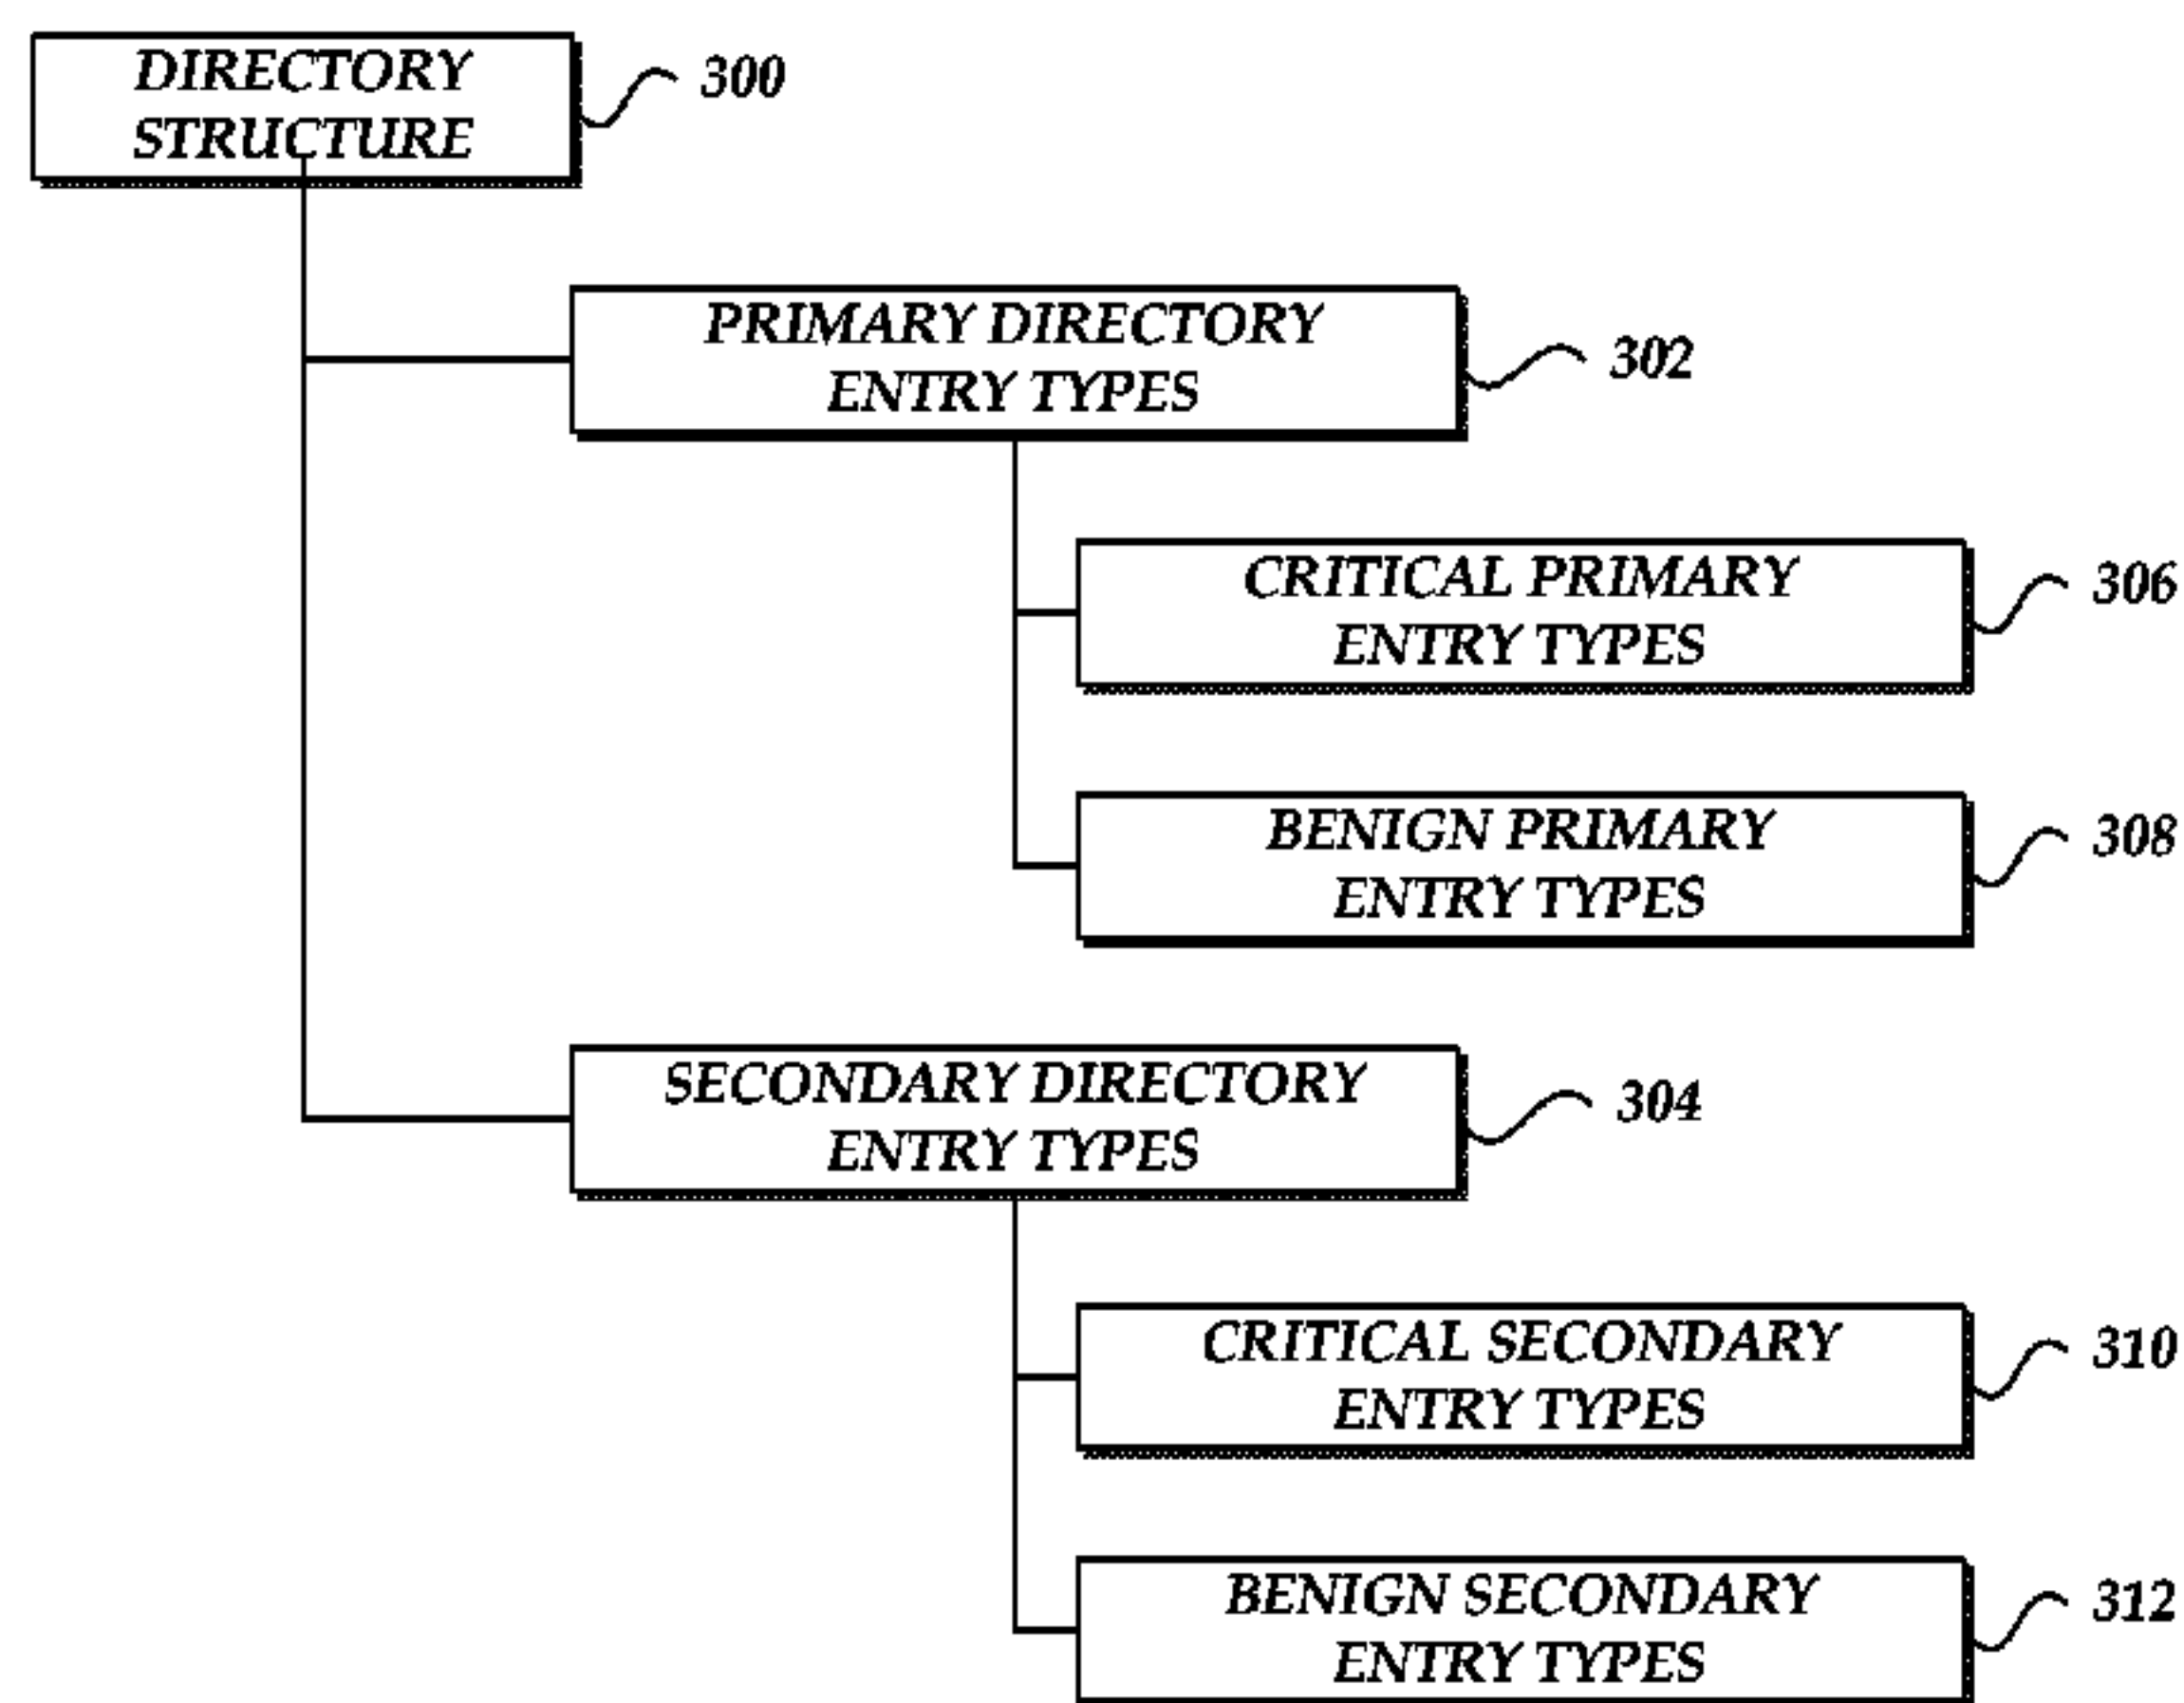 DIRECTORY
STRUCTURE
300
PRIMARY DIRECTORY
ENTRY TYPES
302
CRITICAL PRIMARY
ENTRY TYPES
306
BENIGN PRIMARY
ENTRY TYPES
308
SECONDARY DIRECTORY
ENTRY TYPES
304
CRITICAL SECONDARY
ENTRY TYPES
310
BENIGN SECONDARY
ENTRY TYPES
312